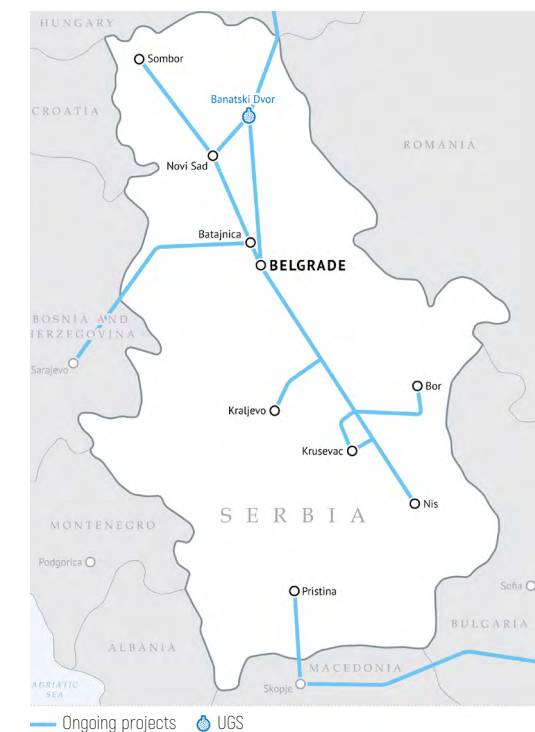 HUNGARY
Sombor
Banatski Dvor
CROATIA
ROMANIA
Novi Sad
Batajnica
BELGRADE
BOSNIA AND
HERZEGOVINA
Sarajevo
Bor
Kraljevo
Krusevac
SERBIA
Nis
MONTENEGRO
Podgorica
Sofia
Pristina
BULGARIA
ALBANIA
MACEDONIA
ADRIATIC
SEA
Skopje
Ongoing projects
UGS